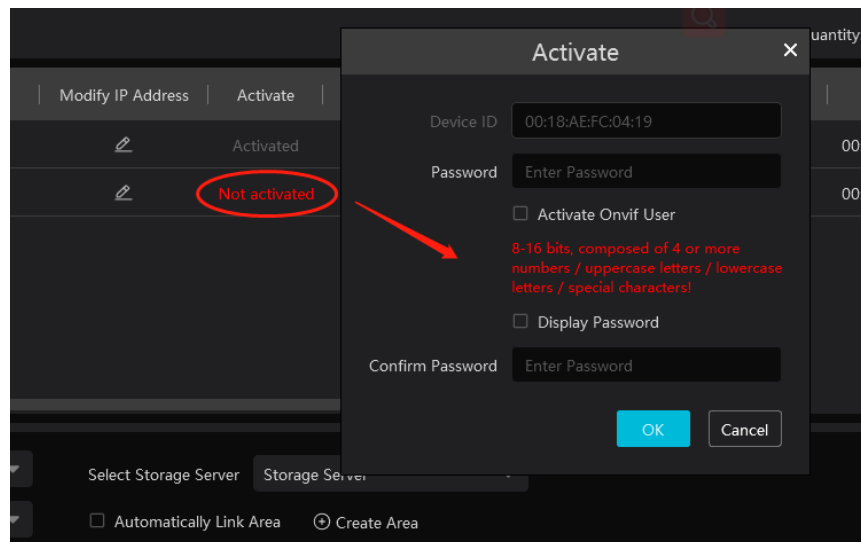 uantity
Activate
Modify IP Address
Activate
Device ID
00:18:AE:FC:04:19
Activated
00
Password
Enter Password
Not activated
00
Activate Onvif User
8-16 bits, composed of 4 or more
numbers / uppercase letters / lowercase
letters / special characters!
Display Password
Confirm Password
Enter Password
OK
Cancel
Select Storage Server
Storage Server
Automatically Link Area
Create Area